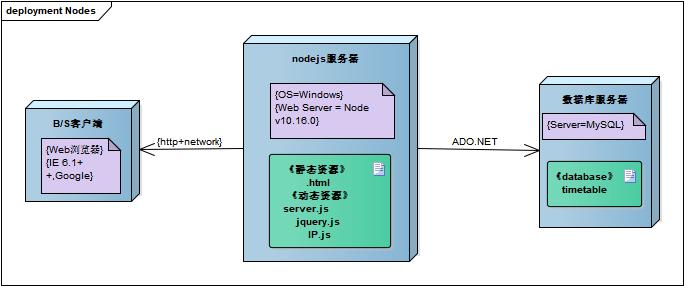 deployment Nodes
B/S客户端
{Web浏览器}
{IE 6.1+
+,Google}
{http+network}
nodejs服务器
{OS=Windows}
{Web Server = Node
v10.16.0}
《静态资源》
.html
《动态资源》
server.js
jquery.js
IP.js
ADO.NET
数据库服务器
{Server=MySQL}
《database》
timetable